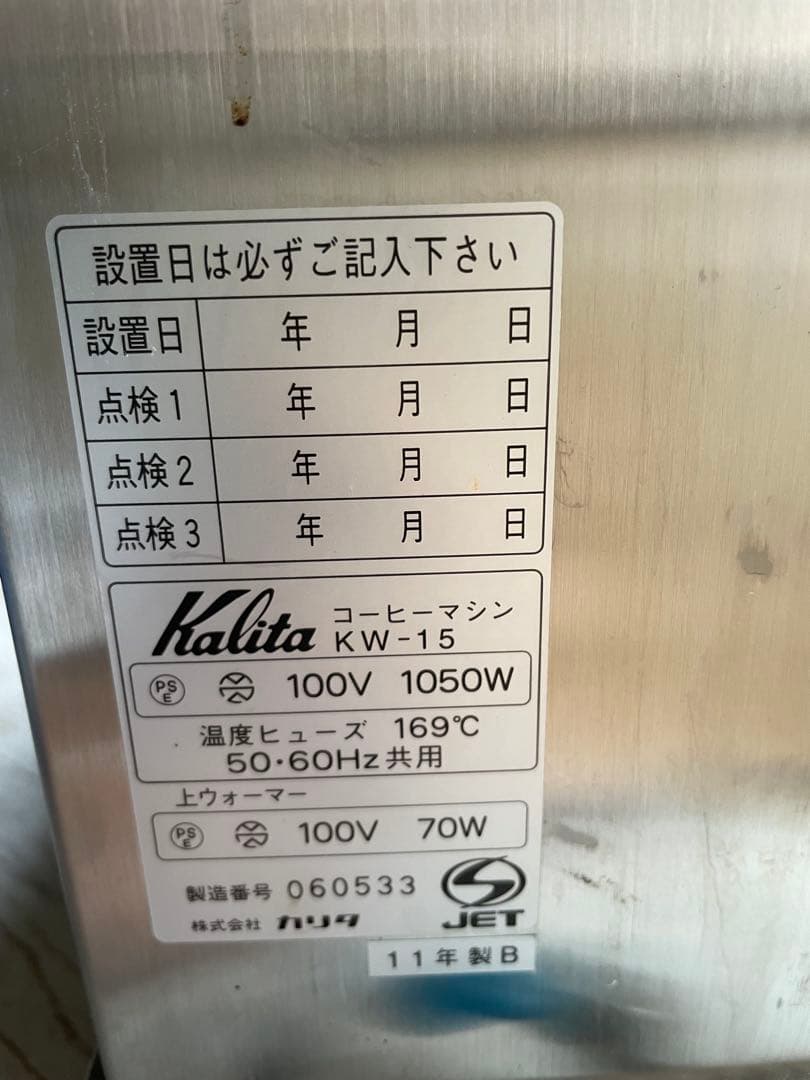 設置日は必ずご記入下さい
設置日 年 月 日
点検1 年 月 日
点検2 年 月 日
点検3 年 月 日
Kalita コーヒーマシン
KW-15
PSE 100V 1050W
温度ヒューズ 169℃
50・60Hz共用
上ウォーマー
PSE 100V 70W
製造番号 060533
株式会社 カリタ JET
11年製B